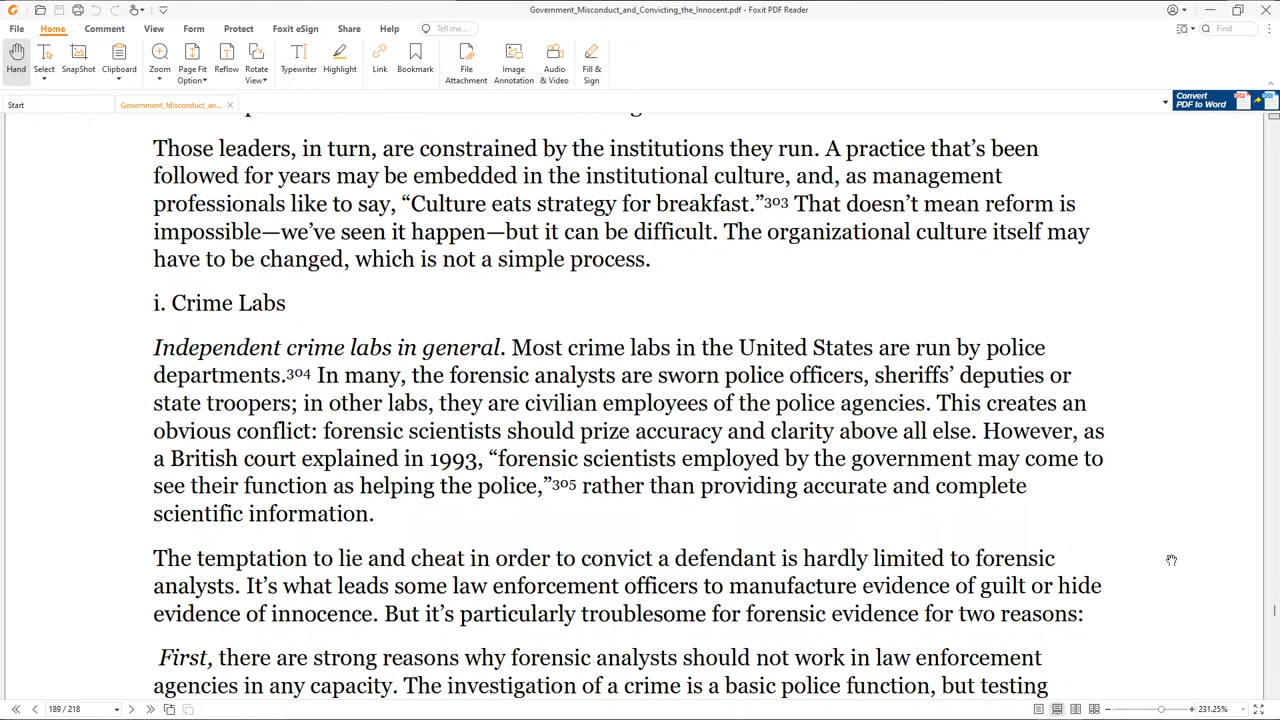 Government_Misconduct_and_Convicting_the_Innocent.pdf - Foxit PDF Reader
File Home Comment View Form Protect Foxit eSign Share Help Tell me... Find
Hand Select SnapShot Clipboard Zoom Page Fit Option Reflow Rotate View Typewriter Highlight Link Bookmark File Attachment Image Annotation Audio & Video Fill & Sign
Start Government_Misconduct_an... Convert PDF to Word
Those leaders, in turn, are constrained by the institutions they run. A practice that’s been
followed for years may be embedded in the institutional culture, and, as management
professionals like to say, “Culture eats strategy for breakfast.”303 That doesn’t mean reform is
impossible—we’ve seen it happen—but it can be difficult. The organizational culture itself may
have to be changed, which is not a simple process.
i. Crime Labs
Independent crime labs in general. Most crime labs in the United States are run by police
departments.304 In many, the forensic analysts are sworn police officers, sheriffs’ deputies or
state troopers; in other labs, they are civilian employees of the police agencies. This creates an
obvious conflict: forensic scientists should prize accuracy and clarity above all else. However, as
a British court explained in 1993, “forensic scientists employed by the government may come to
see their function as helping the police,”305 rather than providing accurate and complete
scientific information.
The temptation to lie and cheat in order to convict a defendant is hardly limited to forensic
analysts. It’s what leads some law enforcement officers to manufacture evidence of guilt or hide
evidence of innocence. But it’s particularly troublesome for forensic evidence for two reasons:
First, there are strong reasons why forensic analysts should not work in law enforcement
agencies in any capacity. The investigation of a crime is a basic police function, but testing
189 / 218 231.25%